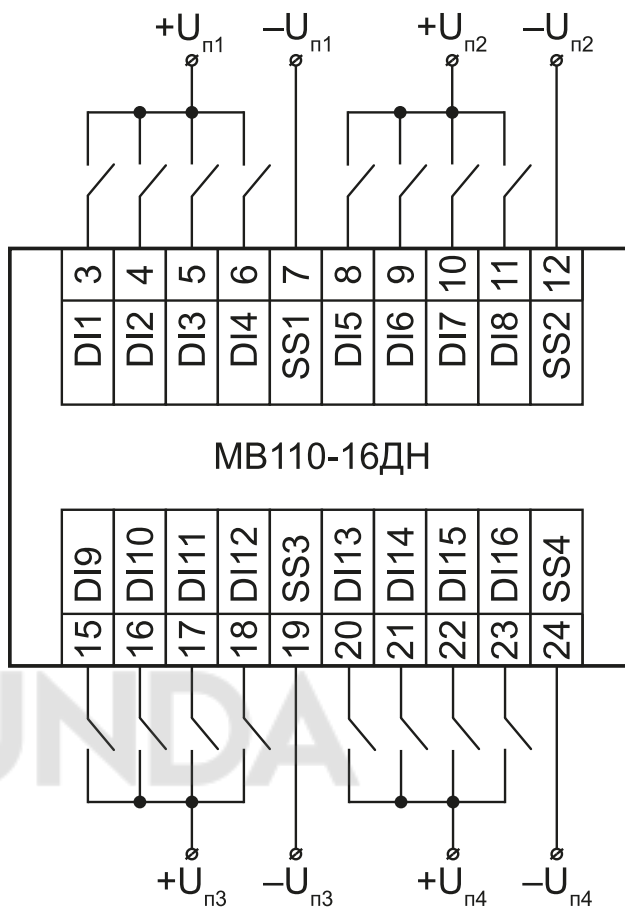 +Uп1 –Uп1 +Uп2 –Uп2
3 4 5 6 7 8 9 10 11 12
DI1 DI2 DI3 DI4 SS1 DI5 DI6 DI7 DI8 SS2
МВ110-16ДН
DI9 DI10 DI11 DI12 SS3 DI13 DI14 DI15 DI16 SS4
15 16 17 18 19 20 21 22 23 24
UNDA
+Uп3 –Uп3 +Uп4 –Uп4